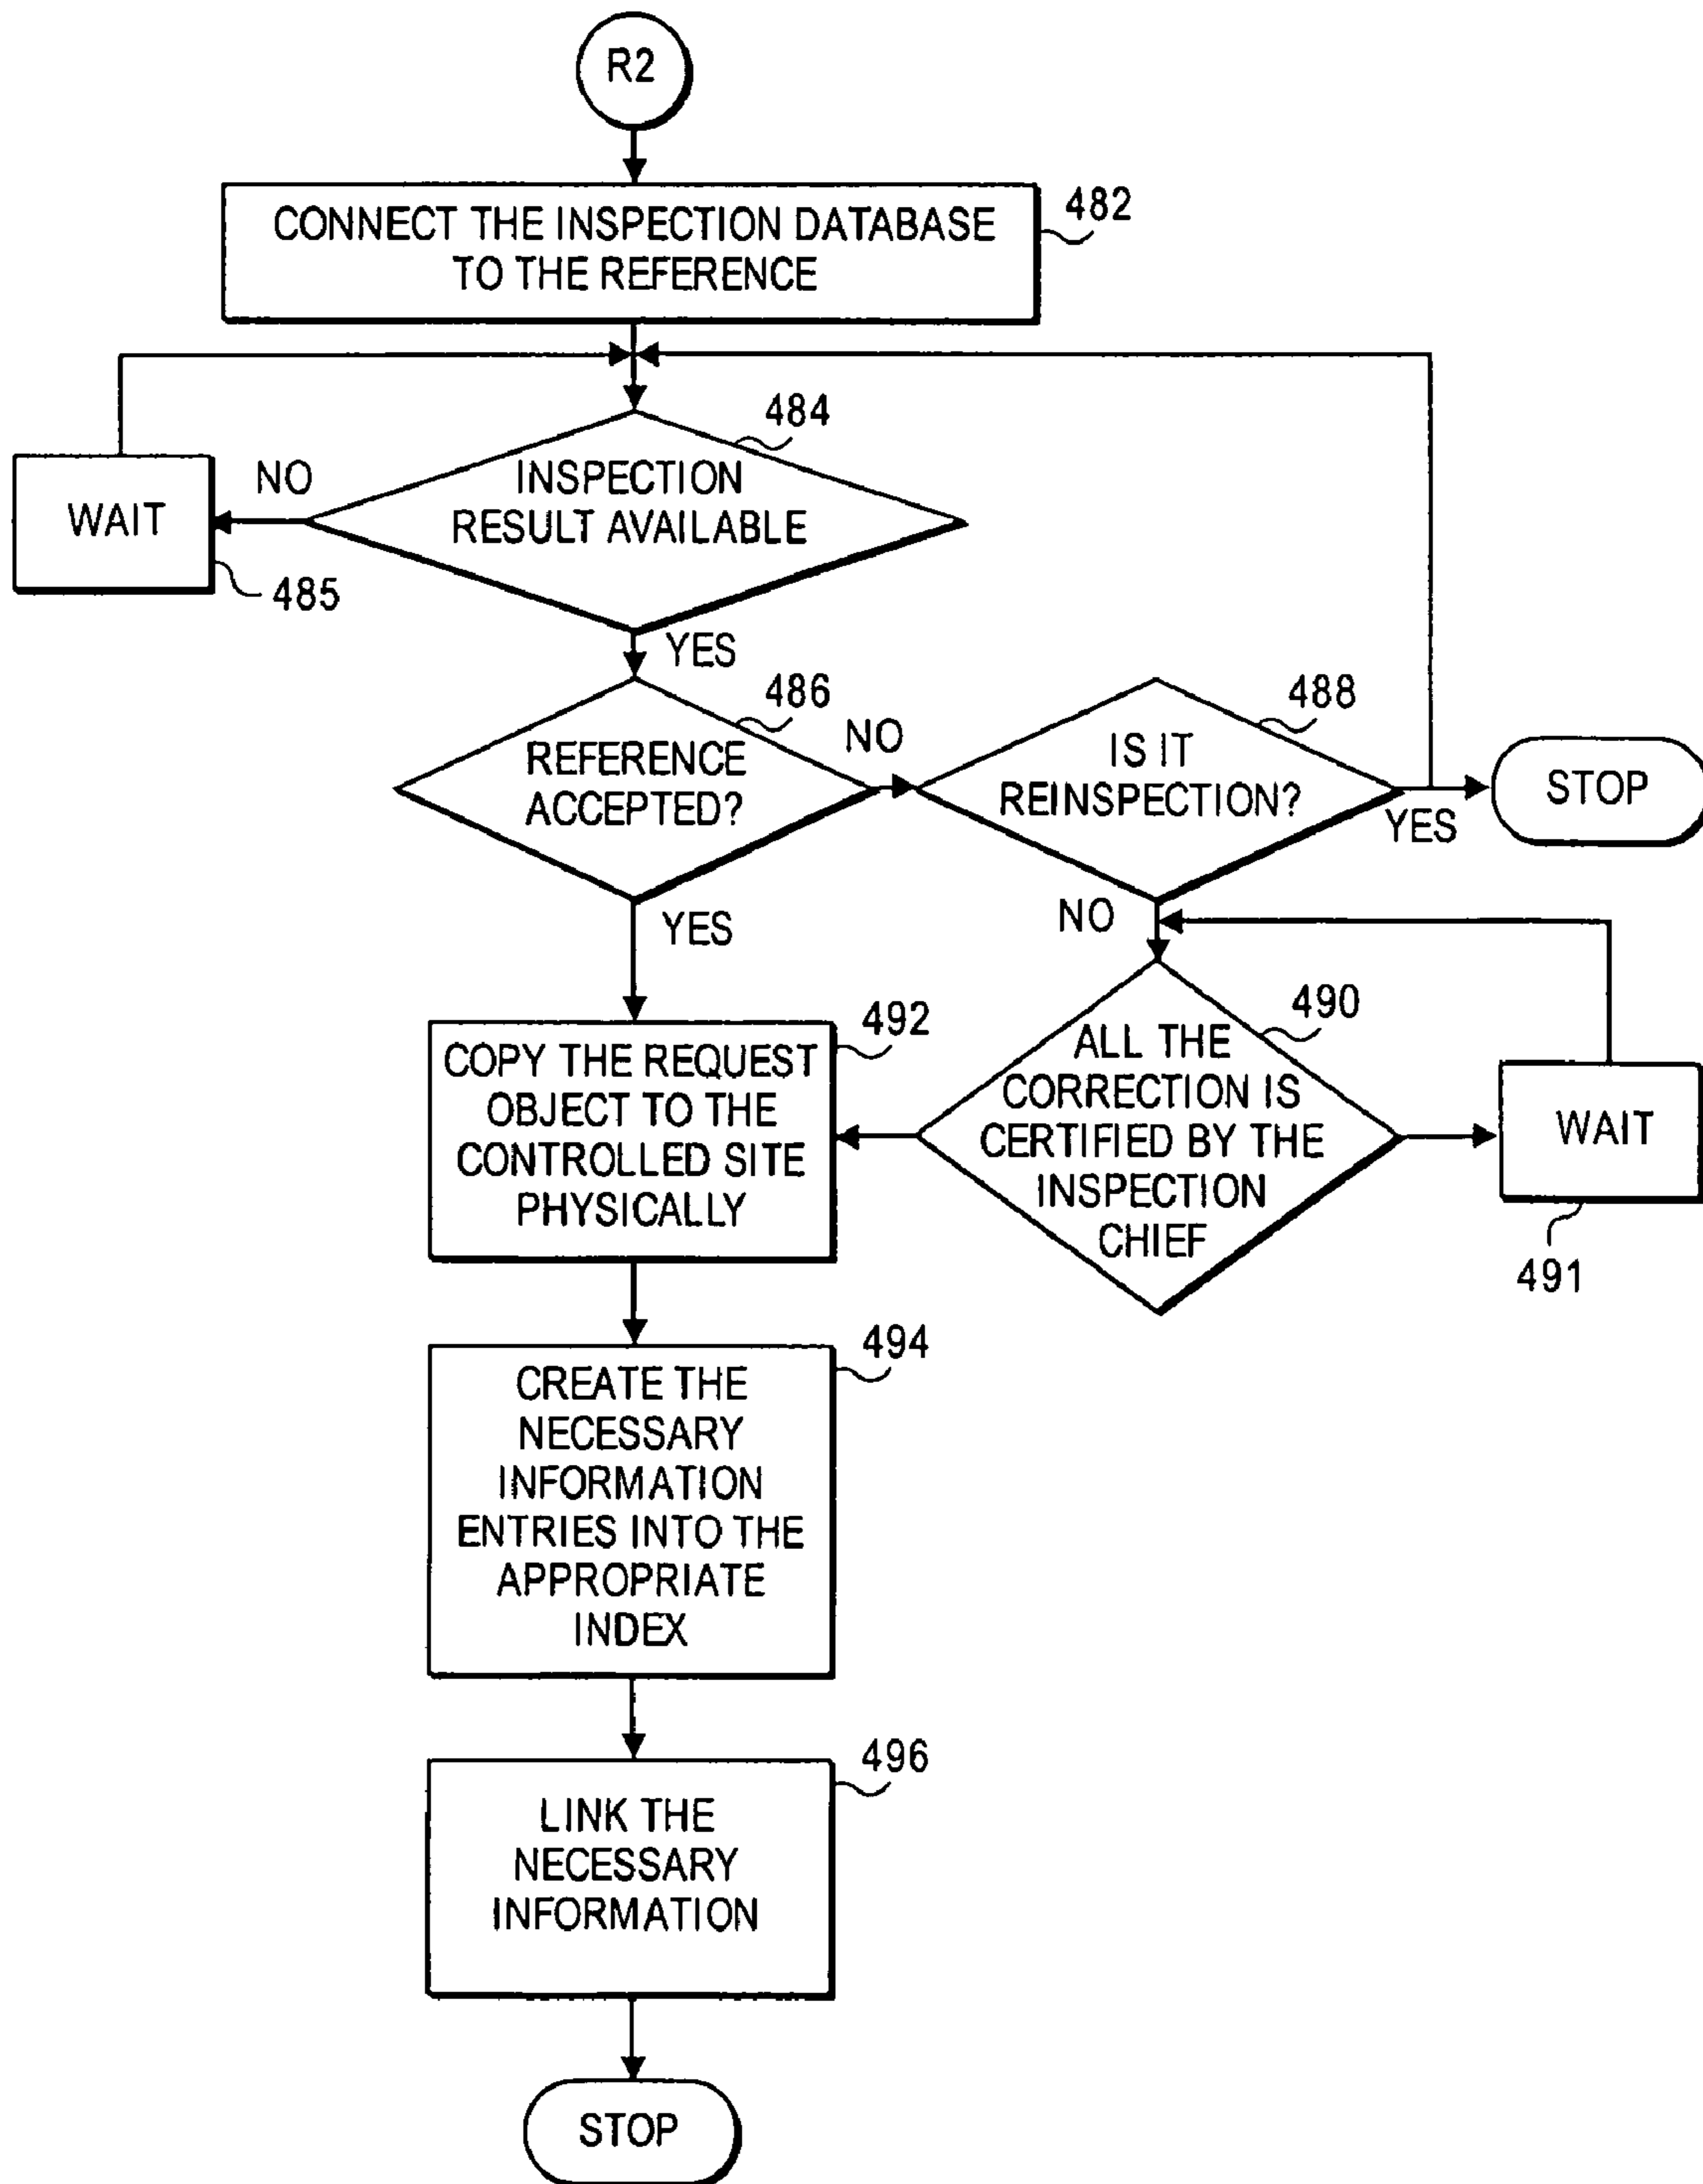 R2
CONNECT THE INSPECTION DATABASE
TO THE REFERENCE
482
484
INSPECTION
RESULT AVAILABLE
NO
WAIT
485
YES
486
REFERENCE
ACCEPTED?
NO
488
IS IT
REINSPECTION?
YES
STOP
YES
NO
490
ALL THE
CORRECTION IS
CERTIFIED BY THE
INSPECTION
CHIEF
WAIT
491
492
COPY THE REQUEST
OBJECT TO THE
CONTROLLED SITE
PHYSICALLY
494
CREATE THE
NECESSARY
INFORMATION
ENTRIES INTO THE
APPROPRIATE
INDEX
496
LINK THE
NECESSARY
INFORMATION
STOP